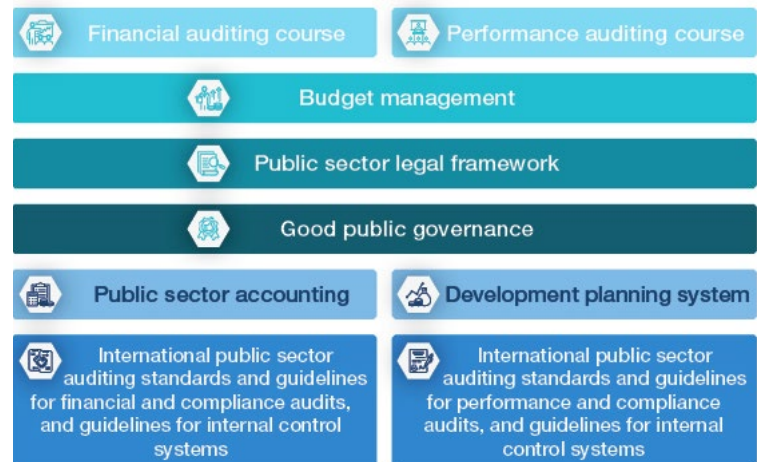 Financial auditing course
Performance auditing course
Budget management
Public sector legal framework
Good public governance
Public sector accounting
Development planning system
International public sector
auditing standards and guidelines
for financial and compliance audits,
and guidelines for internal control
systems
International public sector
auditing standards and guidelines
for performance and compliance
audits, and guidelines for internal
control systems